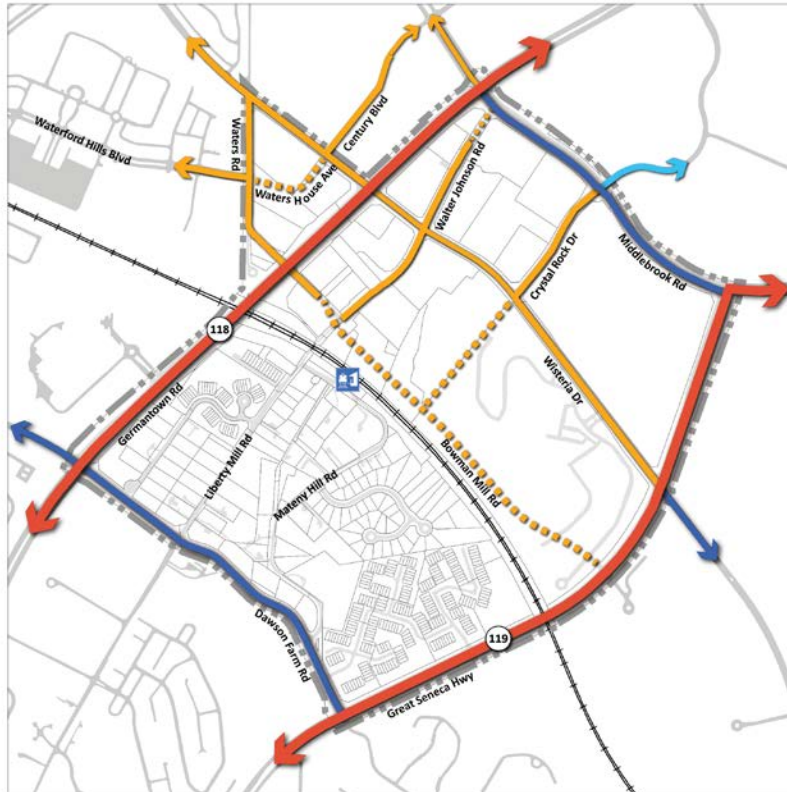 Century Blvd
Waterford Hills Blvd
Waters Rd
Waters House Ave
Walter Johnson Rd
Crystal Rock Dr
Middlebrook Rd
118
Wisteria Dr
Germantown Rd
Liberty Mill Rd
Mateny Hill Rd
Bowman Mill Rd
Dawson Farm Rd
119
Great Seneca Hwy